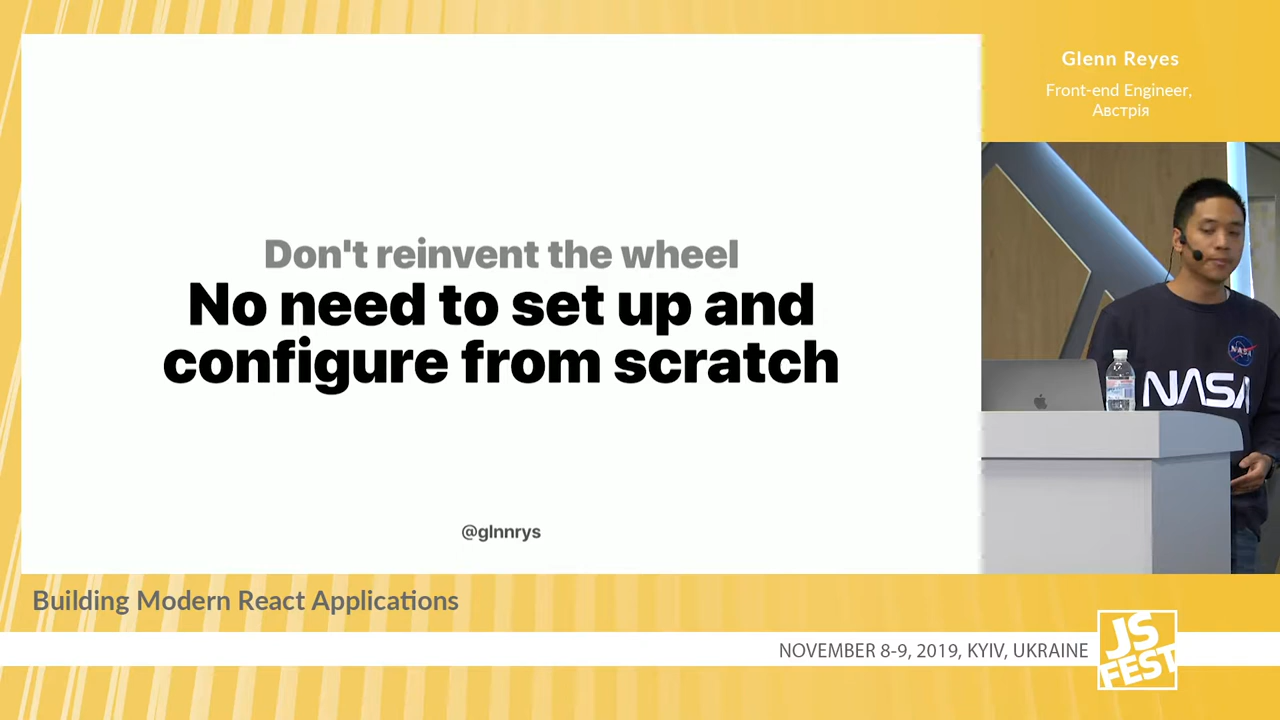 Glenn Reyes
Front-end Engineer,
Австрія
Don't reinvent the wheel
No need to set up and
configure from scratch
@glnnrys
NASA
NASA
Building Modern React Applications
NOVEMBER 8-9, 2019, KYIV, UKRAINE
JS
FEST